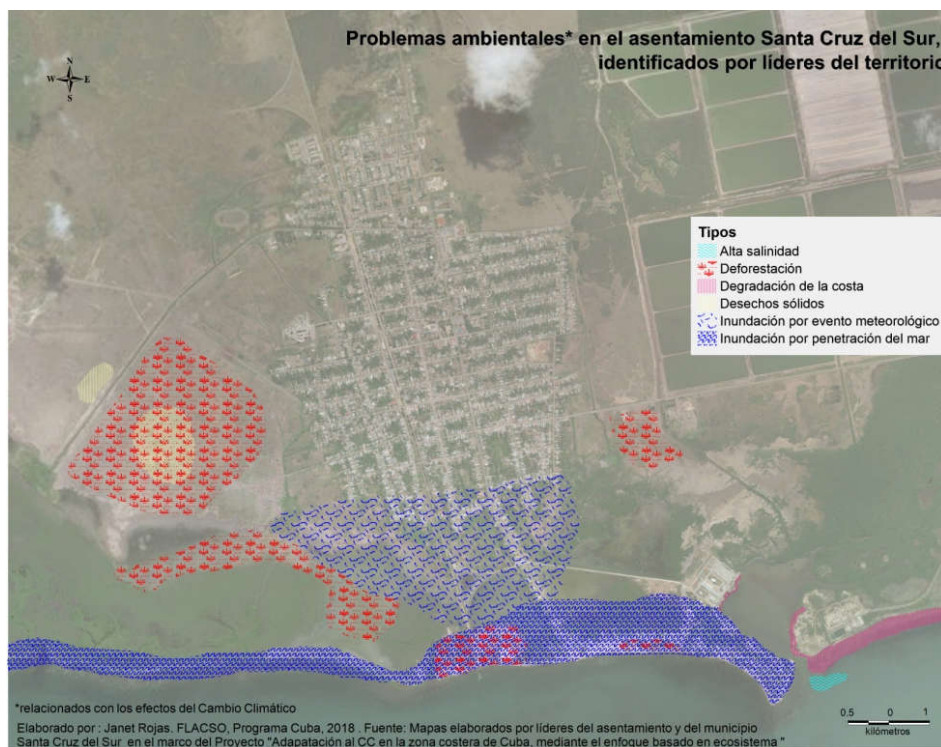 Problemas ambientales* en el asentamiento Santa Cruz del Sur,
identificados por líderes del territorio
N
W E
S
Tipos
Alta salinidad
Deforestación
Degradación de la costa
Desechos sólidos
Inundación por evento meteorológico
Inundación por penetración del mar
*relacionados con los efectos del Cambio Climático
Elaborado por : Janet Rojas. FLACSO, Programa Cuba, 2018 . Fuente: Mapas elaborados por líderes del asentamiento y del municipio
Santa Cruz del Sur en el marco del Proyecto "Adapatación al CC en la zona costera de Cuba, mediante el enfoque basado en ecosistema "
0.5 0 1
kilómetros